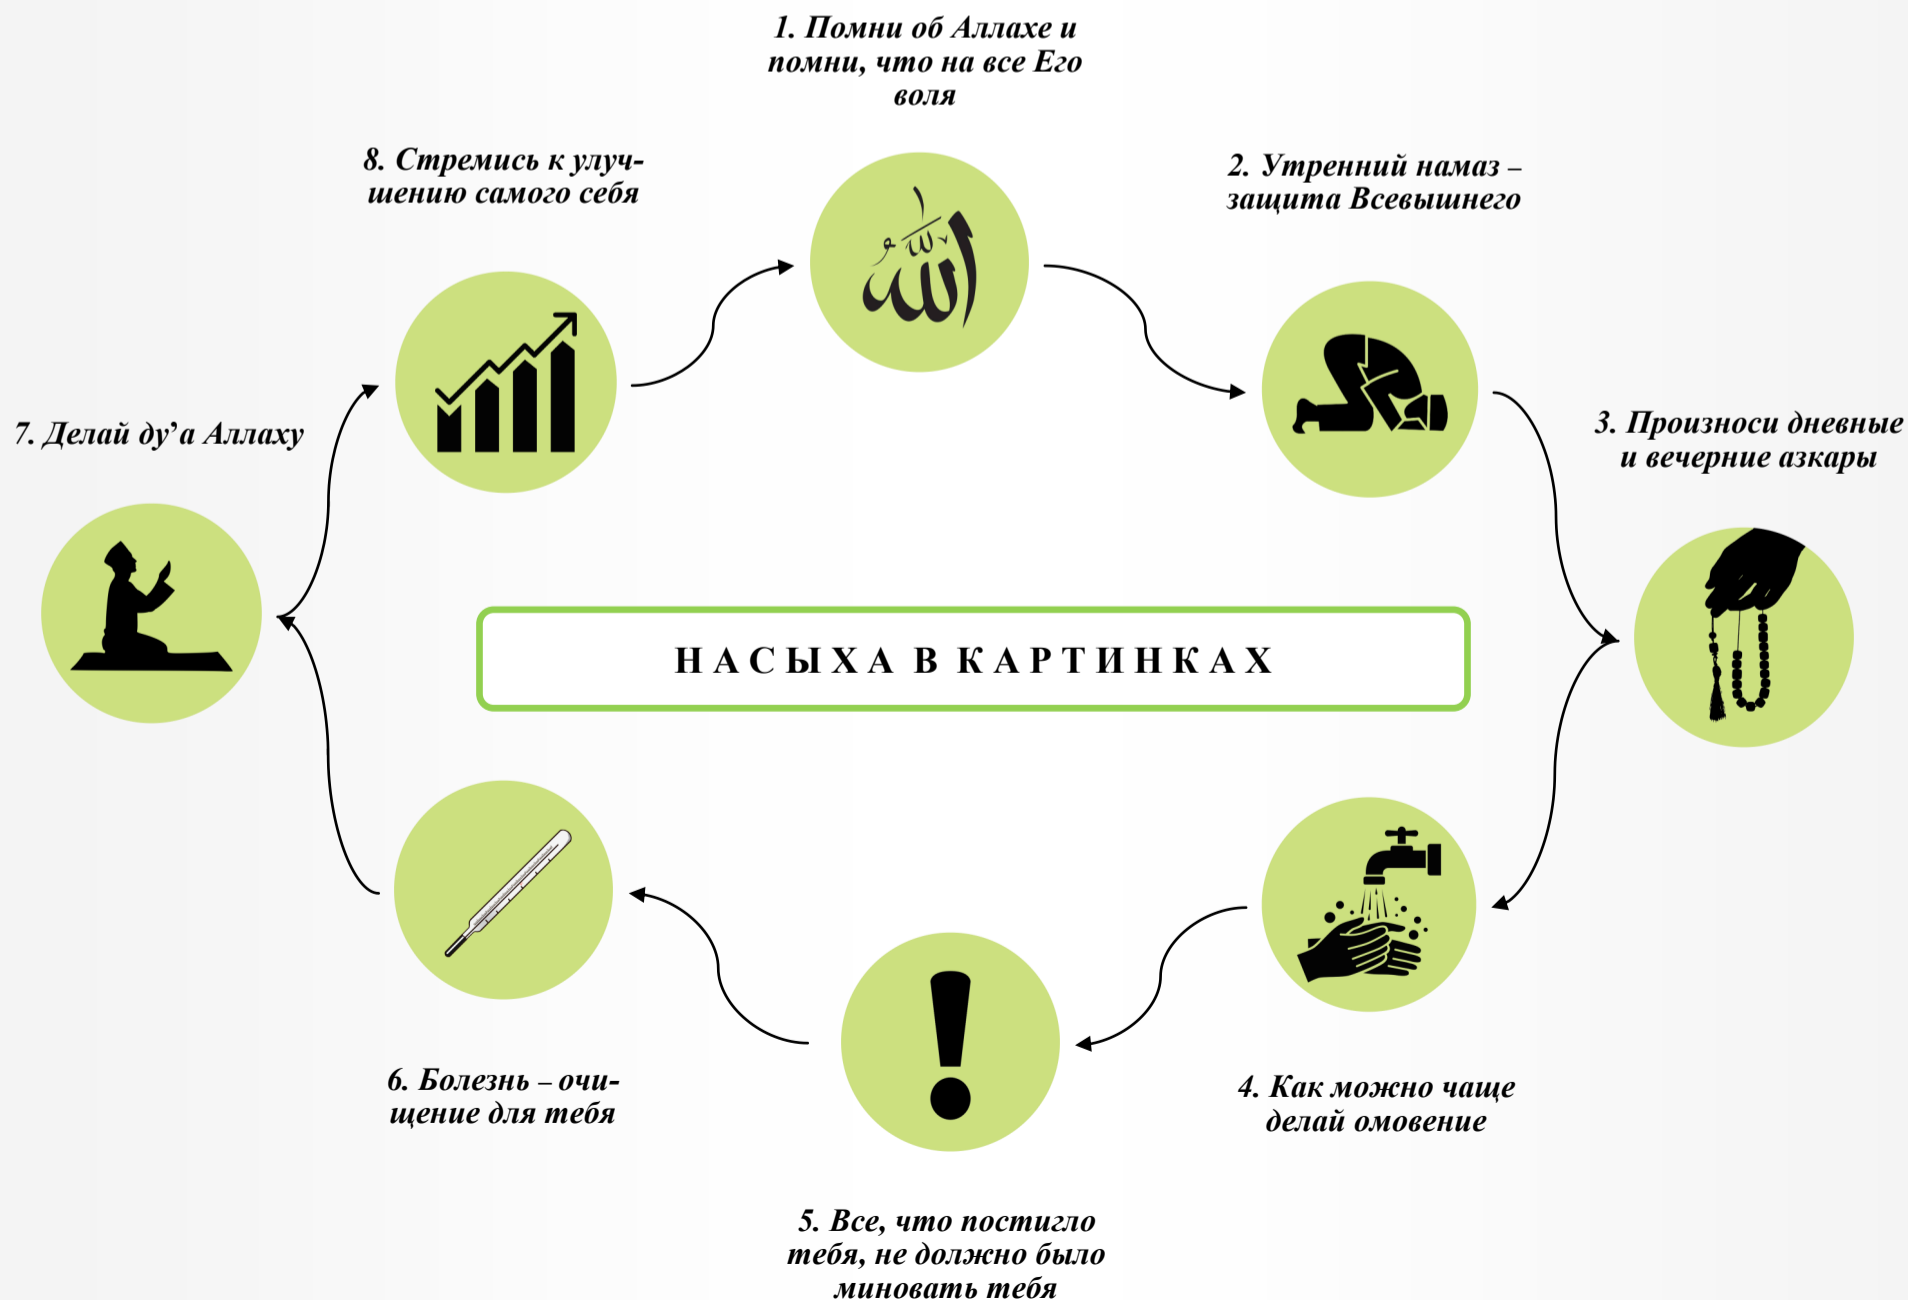 1. Помни об Аллахе и
помни, что на все Его
воля
الله
8. Стремись к улуч-
шению самого себя
2. Утренний намаз –
защита Всевышнего
7. Делай ду’а Аллаху
3. Произноси дневные
и вечерние азкары
НАСЫХА В КАРТИНКАХ
6. Болезнь – очи-
щение для тебя
4. Как можно чаще
делай омовение
5. Все, что постигло
тебя, не должно было
миновать тебя